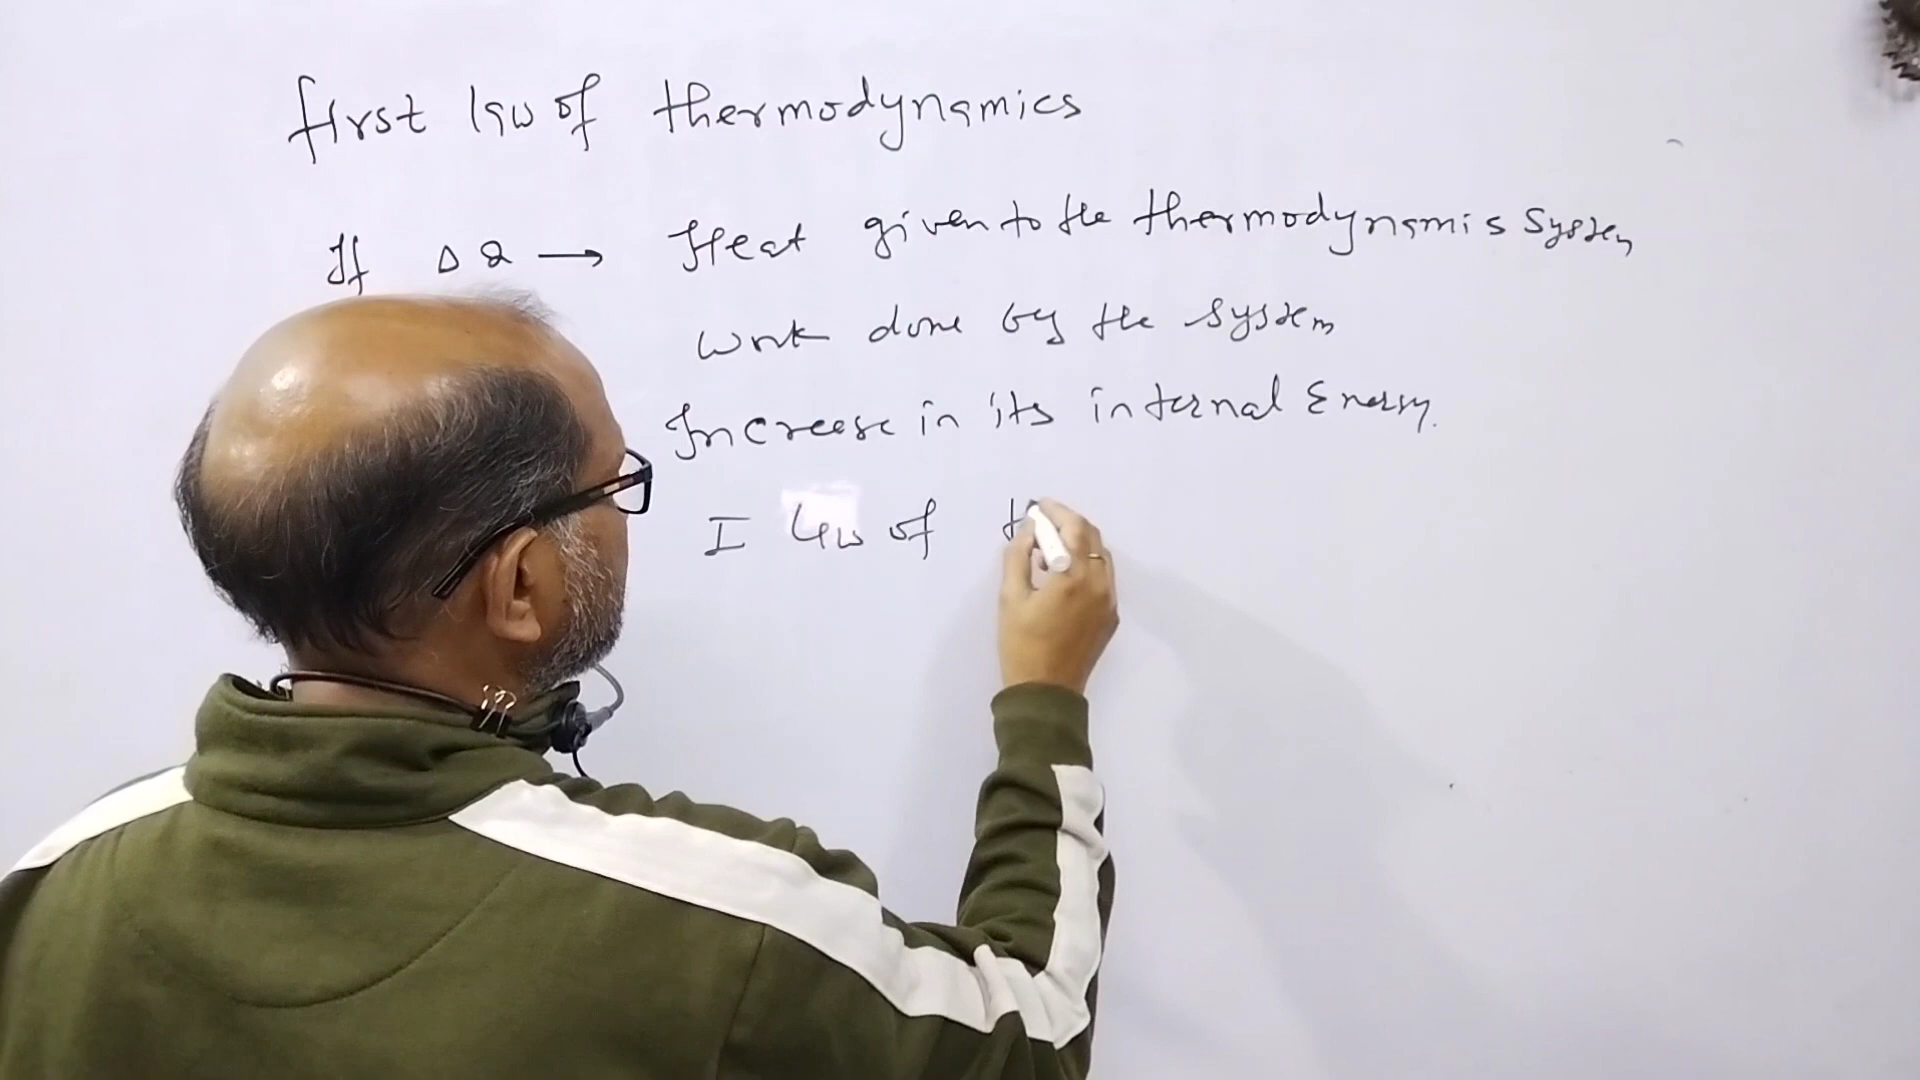 First law of thermodynamics
If ΔQ → Heat given to the thermodynamis System
Work done by the system
Increase in its internal Energy.
I law of